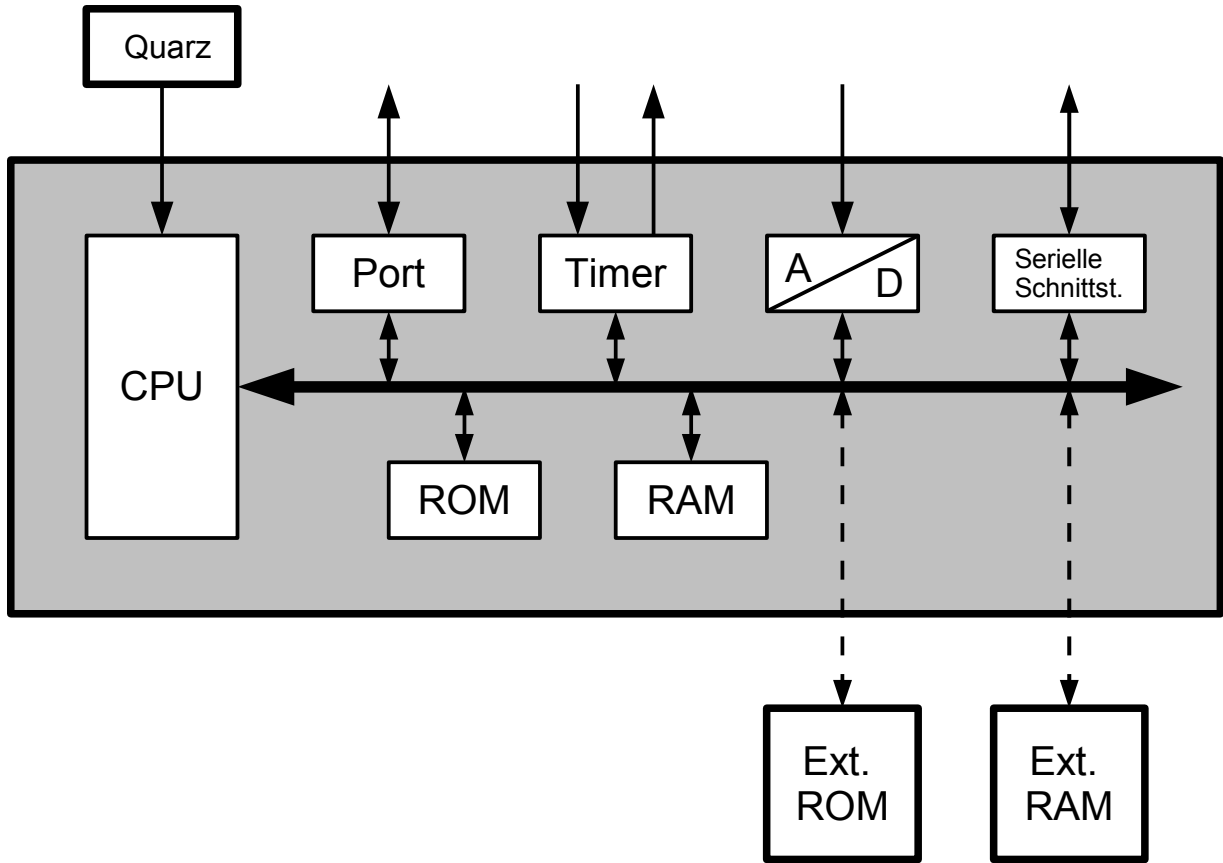 Quarz
Port
Timer
A
D
Serielle
Schnittst.
CPU
ROM
RAM
Ext.
ROM
Ext.
RAM